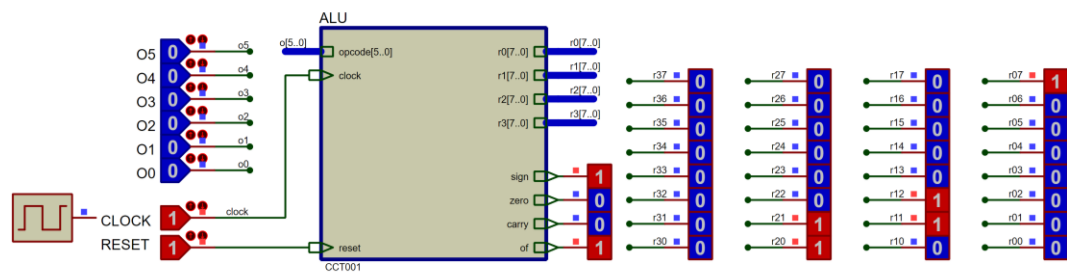 ALU
O5 0 o5
O4 0 o4
O3 0 o3
O2 0 o2
O1 0 o1
O0 0 o0
CLOCK 1 clock
RESET 1
o[5..0] opcode[5..0]
clock
reset
r0[7..0] r0[7..0]
r1[7..0] r1[7..0]
r2[7..0] r2[7..0]
r3[7..0] r3[7..0]
sign 1
zero 0
carry 0
of 1
CCT001
r37 0 r27 0 r17 0 r07 1
r36 0 r26 0 r16 0 r06 0
r35 0 r25 0 r15 0 r05 0
r34 0 r24 0 r14 0 r04 0
r33 0 r23 0 r13 0 r03 0
r32 0 r22 0 r12 1 r02 0
r31 0 r21 1 r11 1 r01 0
r30 0 r20 1 r10 0 r00 0